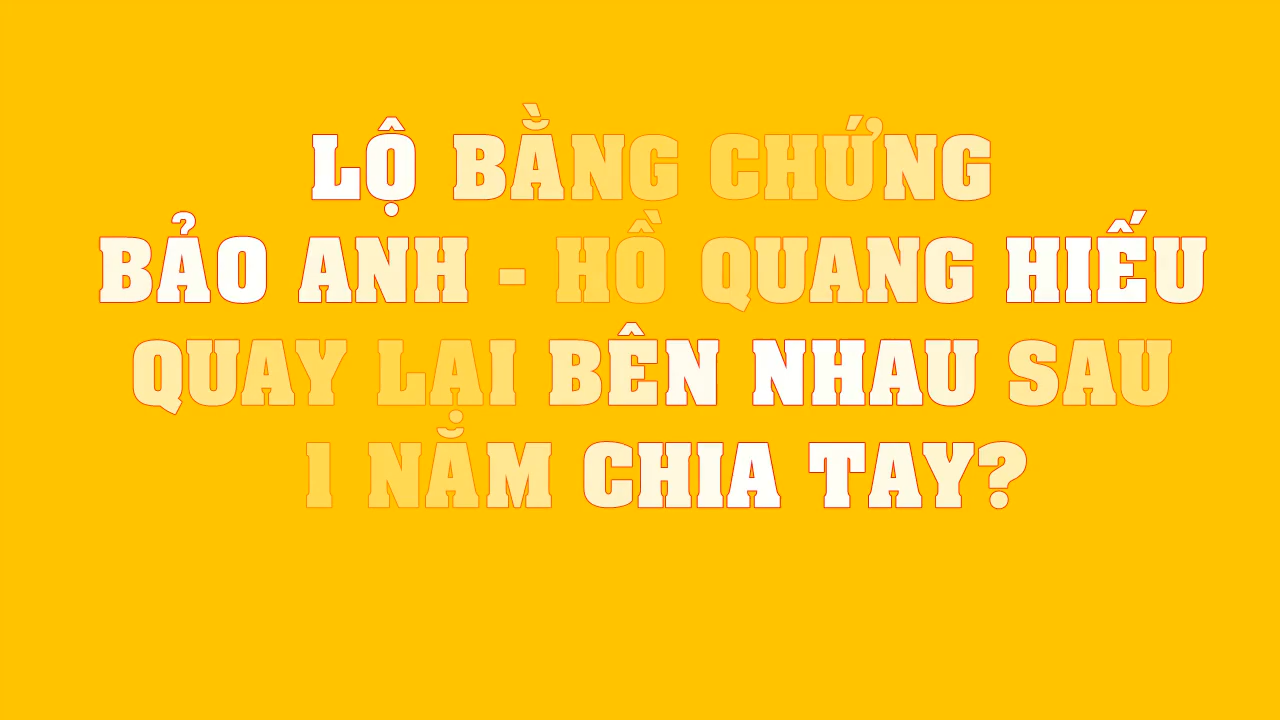 LỘ BẰNG CHỨNG
BẢO ANH - HỒ QUANG HIẾU
QUAY LẠI BÊN NHAU SAU
1 NĂM CHIA TAY?